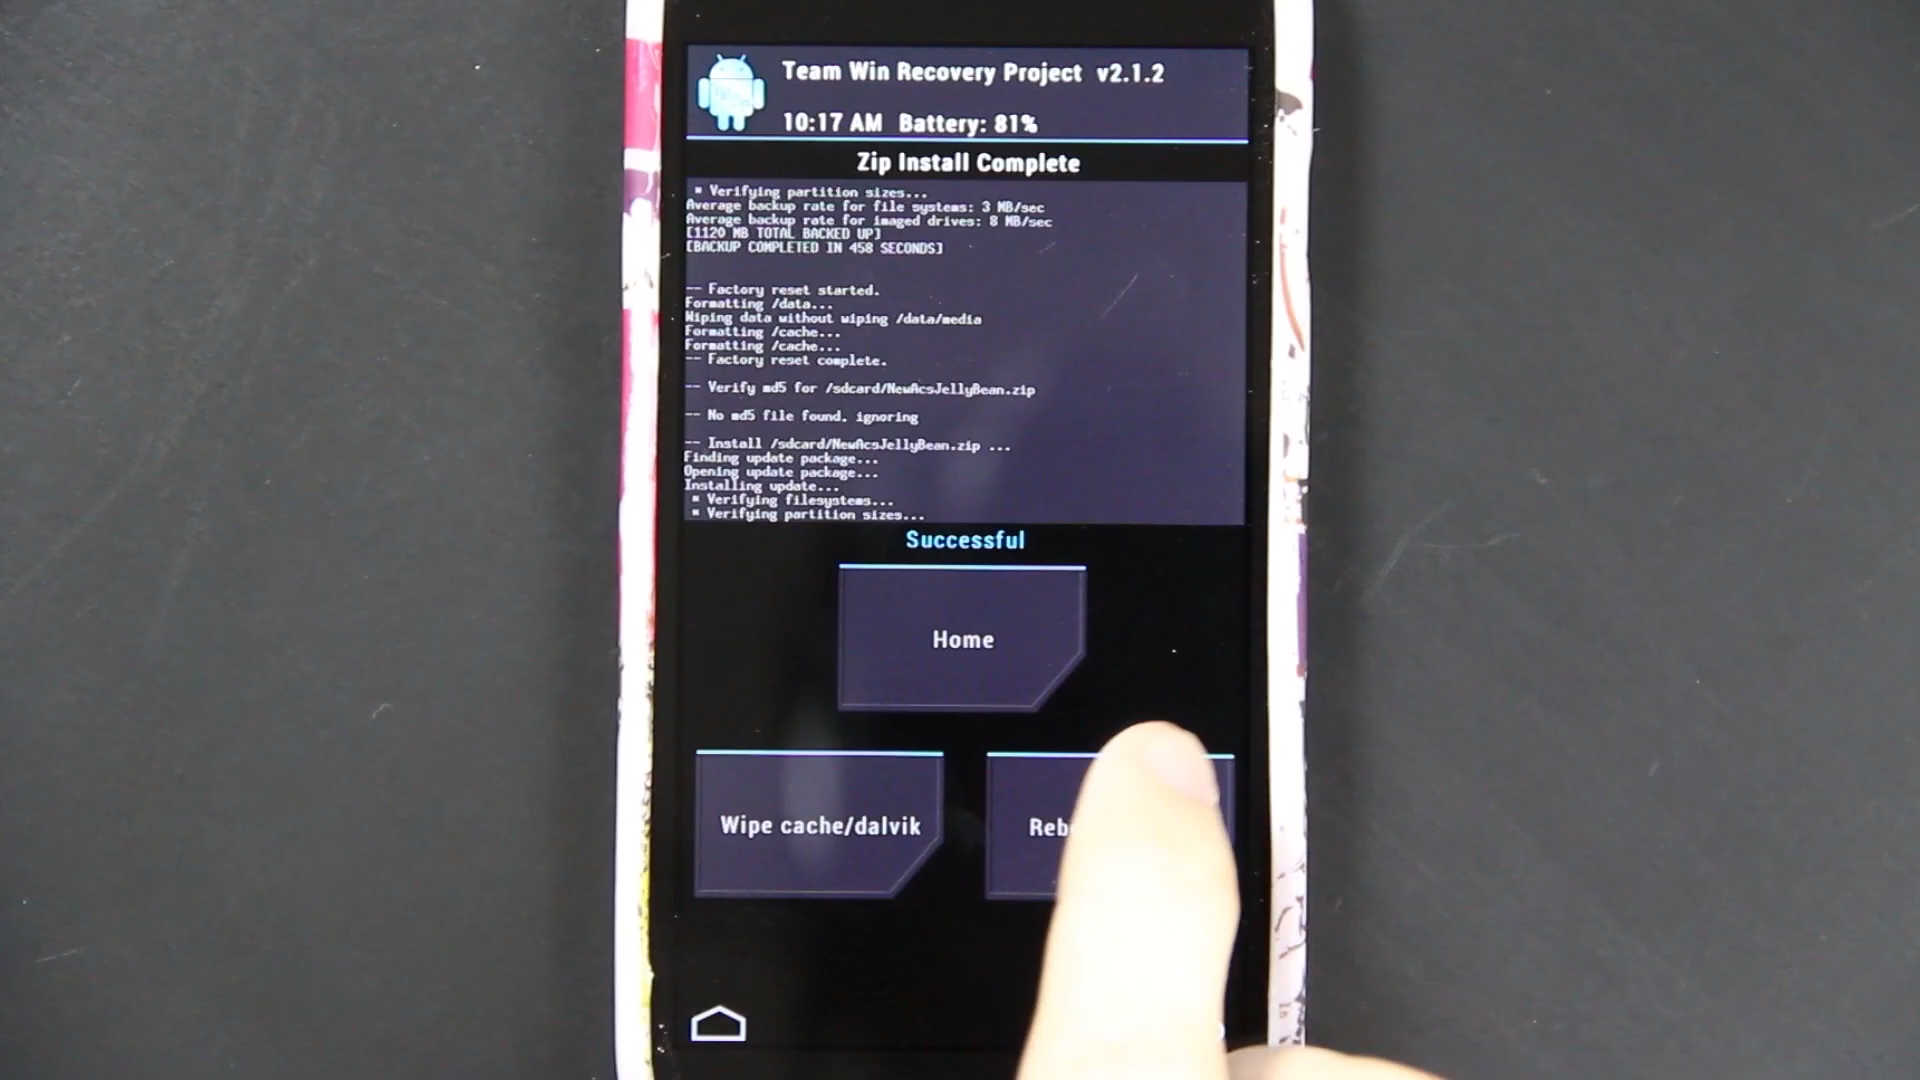 Team Win Recovery Project v2.1.2
10:17 AM Battery: 81%
Zip Install Complete
* Verifying partition sizes...
Average backup rate for file systems: 3 MB/sec
Average backup rate for imaged drives: 8 MB/sec
[1120 MB TOTAL BACKED UP]
[BACKUP COMPLETED IN 458 SECONDS]
-- Factory reset started.
Formatting /data...
Wiping data without wiping /data/media
Formatting /cache...
Formatting /cache...
-- Factory reset complete.
-- Verify md5 for /sdcard/NewAcsJellyBean.zip
-- No md5 file found, ignoring
-- Install /sdcard/NewAcsJellyBean.zip ...
Finding update package...
Opening update package...
Installing update...
* Verifying filesystems...
* Verifying partition sizes...
Successful
Home
Wipe cache/dalvik